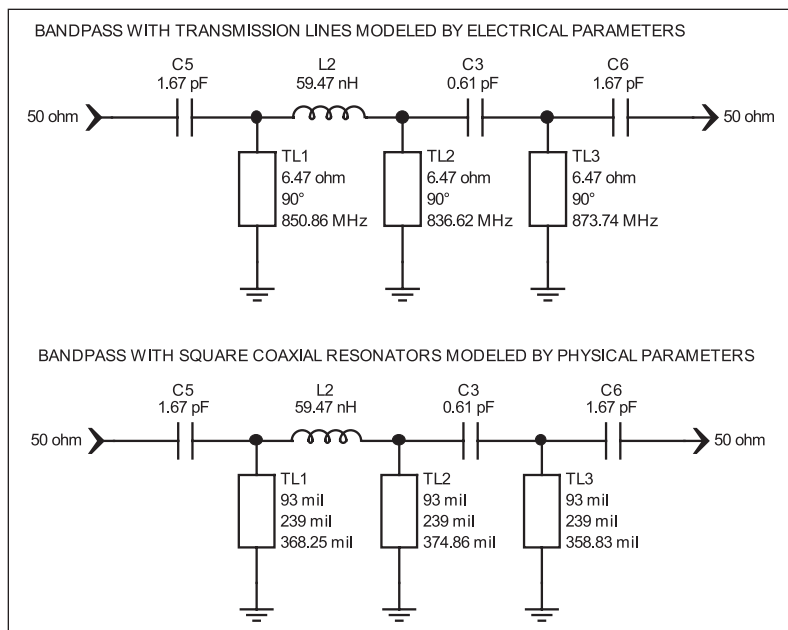 BANDPASS WITH TRANSMISSION LINES MODELED BY ELECTRICAL PARAMETERS
C5
1.67 pF
L2
59.47 nH
C3
0.61 pF
C6
1.67 pF
50 ohm
50 ohm
TL1
6.47 ohm
90°
850.86 MHz
TL2
6.47 ohm
90°
836.62 MHz
TL3
6.47 ohm
90°
873.74 MHz
BANDPASS WITH SQUARE COAXIAL RESONATORS MODELED BY PHYSICAL PARAMETERS
C5
1.67 pF
L2
59.47 nH
C3
0.61 pF
C6
1.67 pF
50 ohm
50 ohm
TL1
93 mil
239 mil
368.25 mil
TL2
93 mil
239 mil
374.86 mil
TL3
93 mil
239 mil
358.83 mil